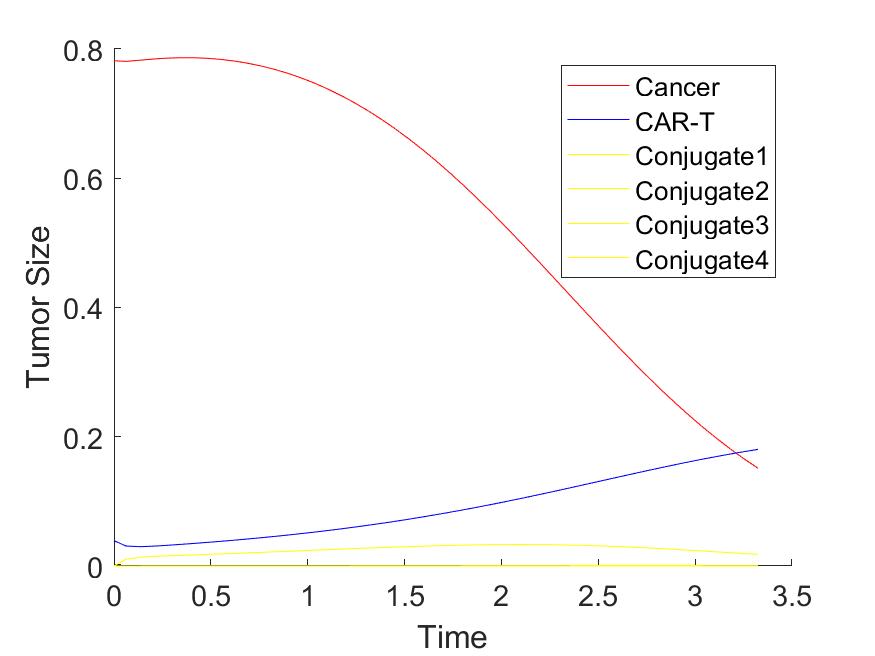 0.8
0.6
0.4
0.2
0
Tumor Size
Cancer
CAR-T
Conjugate1
Conjugate2
Conjugate3
Conjugate4
0 0.5 1 1.5 2 2.5 3 3.5
Time